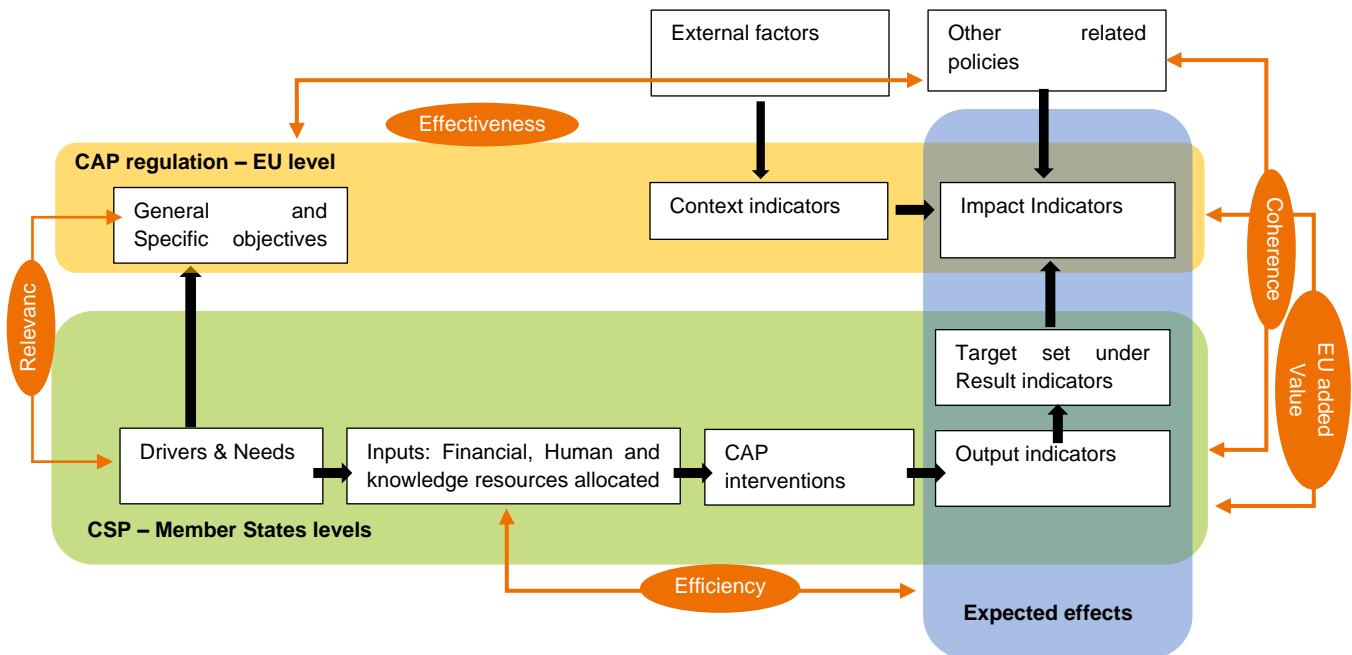 External factors
Other related
policies
Effectiveness
CAP regulation – EU level
General and
Specific objectives
Context indicators
Impact Indicators
Coherence
Relevanc
EU added
Value
Target set under
Result indicators
Drivers & Needs
Inputs: Financial, Human and
knowledge resources allocated
CAP
interventions
Output indicators
CSP – Member States levels
Efficiency
Expected effects